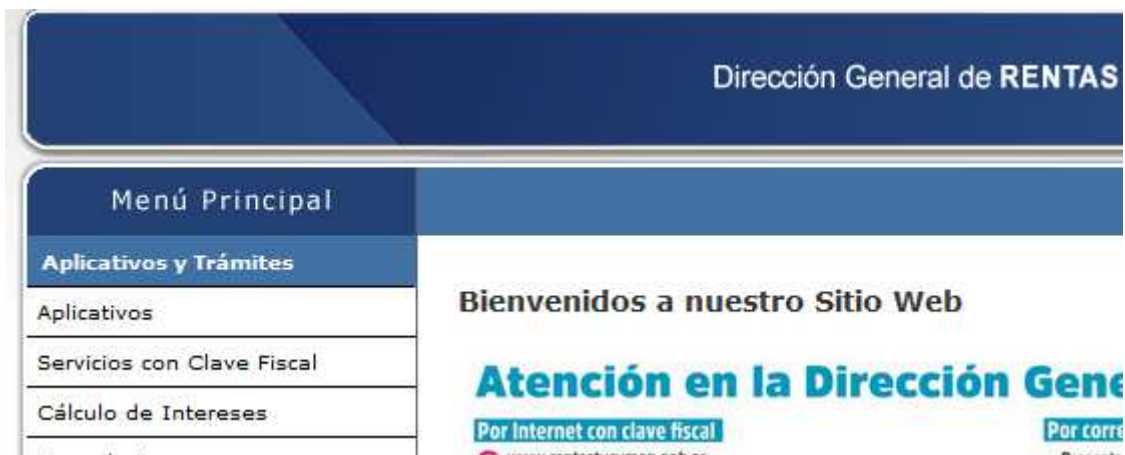 Dirección General de RENTAS
Menú Principal
Aplicativos y Trámites
Aplicativos
Servicios con Clave Fiscal
Cálculo de Intereses
Bienvenidos a nuestro Sitio Web
Atención en la Dirección Gene
Por Internet con clave fiscal
Por corre